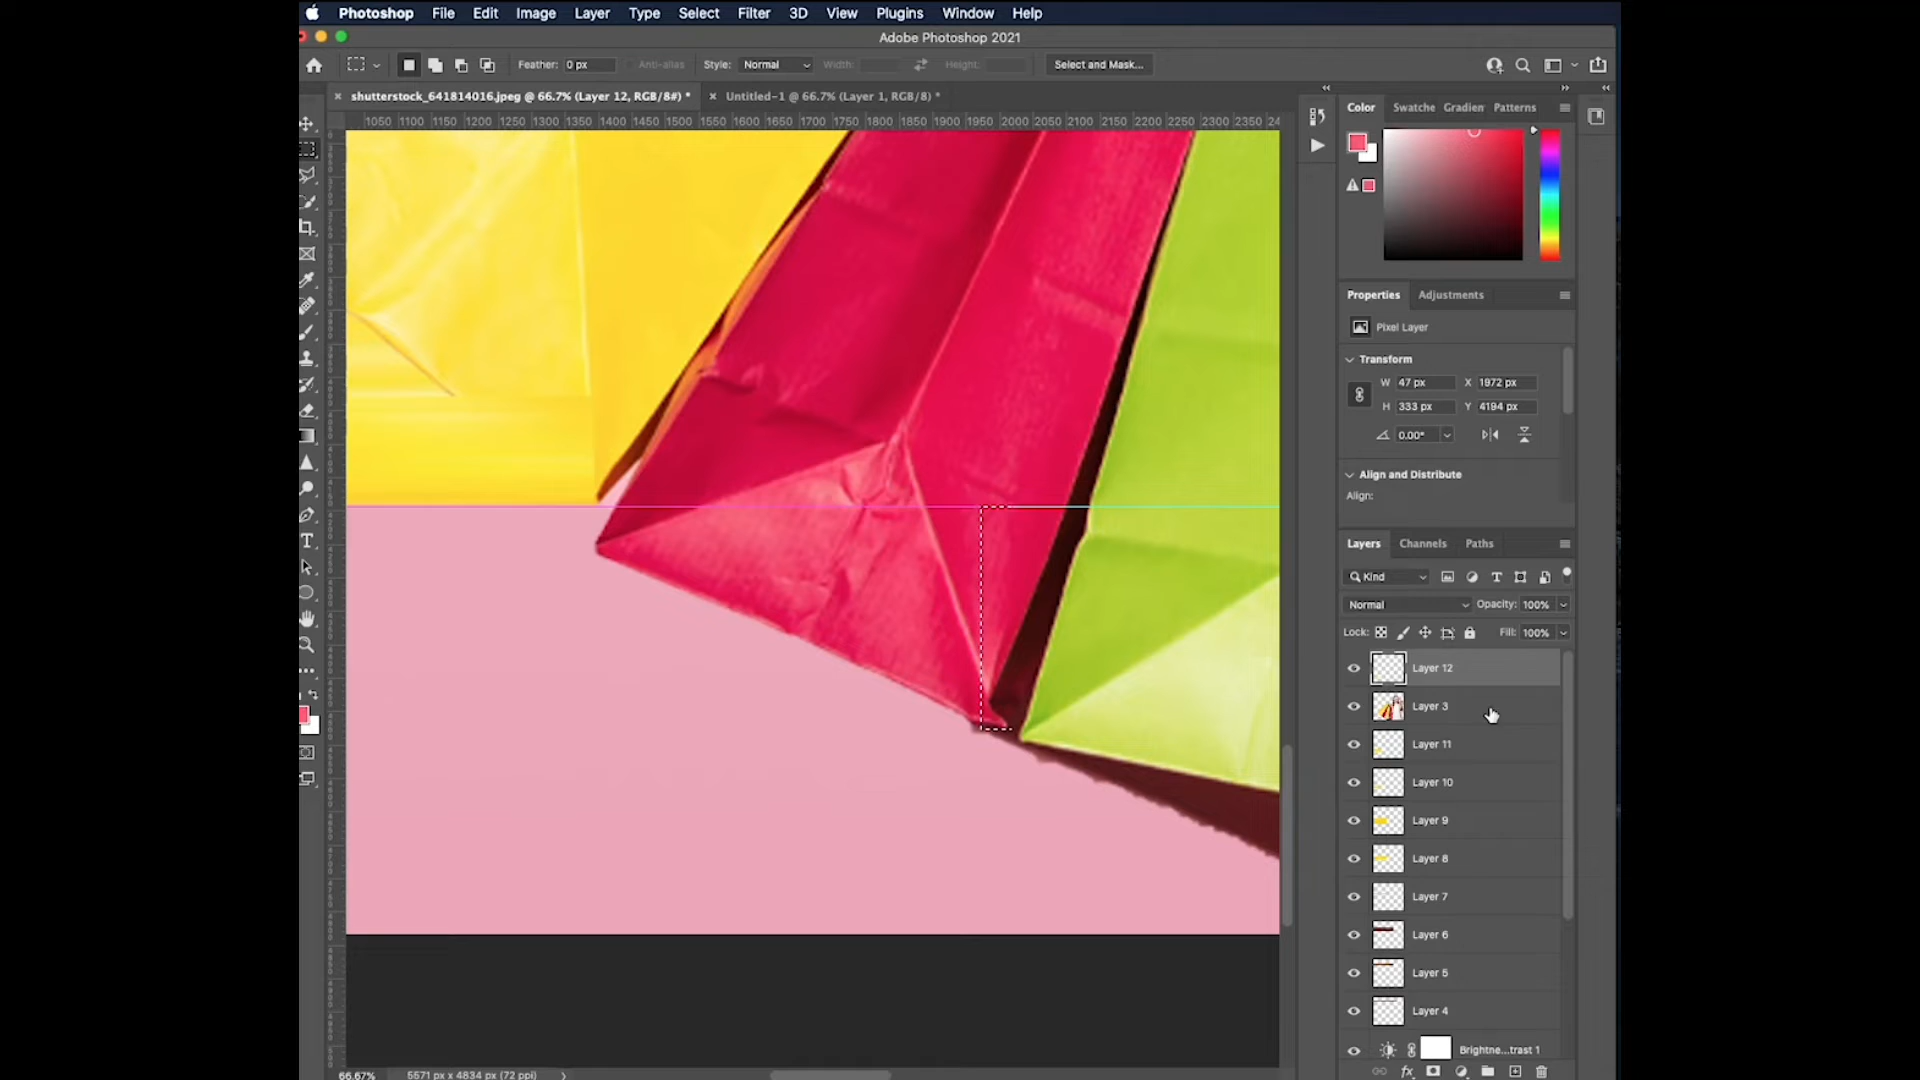 Photoshop File Edit Image Layer Type Select Filter 3D View Plugins Window Help
Adobe Photoshop 2021
Feather: 0 px Anti-alias Style: Normal Width: Height: Select and Mask...
× shutterstock_641814016.jpeg @ 66.7% (Layer 12, RGB/8#) * × Untitled-1 @ 66.7% (Layer 1, RGB/8) *
1050 1100 1150 1200 1250 1300 1350 1400 1450 1500 1550 1600 1650 1700 1750 1800 1850 1900 1950 2000 2050 2100 2150 2200 2250 2300 2350 24
Color Swatche Gradien Patterns
Properties Adjustments
Pixel Layer
Transform
W 47 px X 1972 px
H 333 px Y 4194 px
0.00°
Align and Distribute
Align:
Layers Channels Paths
Kind
Normal Opacity: 100%
Lock: Fill: 100%
Layer 12
Layer 3
Layer 11
Layer 10
Layer 9
Layer 8
Layer 7
Layer 6
Layer 5
Layer 4
Brightne...trast 1
66.67% 5571 px x 4834 px (72 ppi)